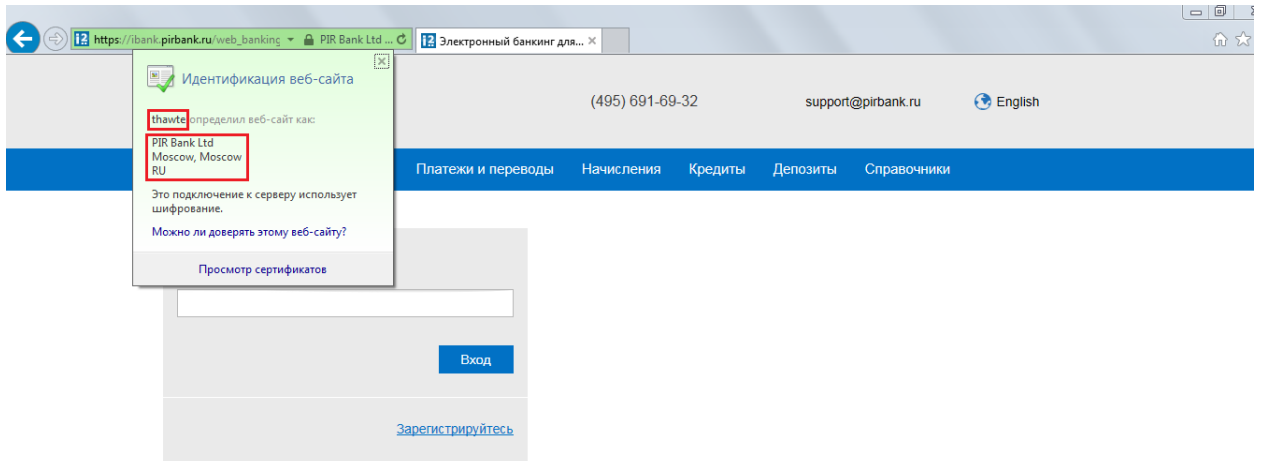 https://ibank.pirbank.ru/web_banking
PIR Bank Ltd ...
Электронный банкинг для...
Идентификация веб-сайта
thawte определил веб-сайт как:
PIR Bank Ltd
Moscow, Moscow
RU
Это подключение к серверу использует
шифрование.
Можно ли доверять этому веб-сайту?
Просмотр сертификатов
(495) 691-69-32
support@pirbank.ru
English
Платежи и переводы
Начисления
Кредиты
Депозиты
Справочники
Вход
Зарегистрируйтесь